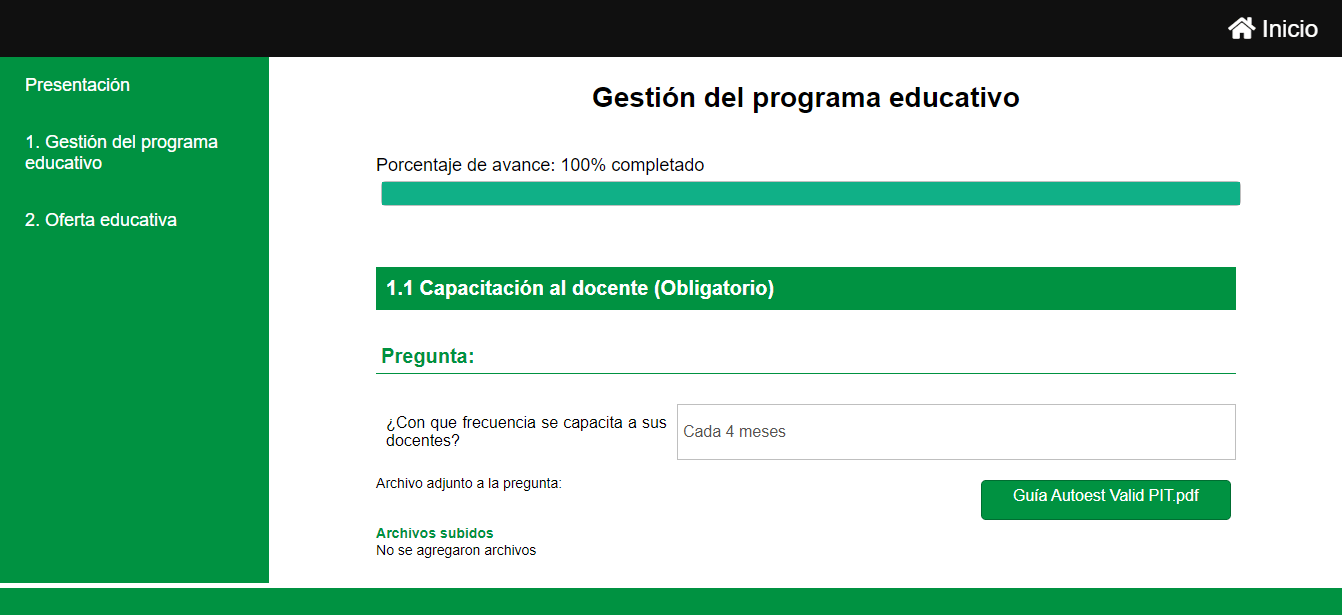 Inicio
Presentación
1. Gestión del programa
educativo
2. Oferta educativa
Gestión del programa educativo
Porcentaje de avance: 100% completado
1.1 Capacitación al docente (Obligatorio)
Pregunta:
¿Con que frecuencia se capacita a sus
docentes?
Cada 4 meses
Archivo adjunto a la pregunta:
Guía Autoest Valid PIT.pdf
Archivos subidos
No se agregaron archivos